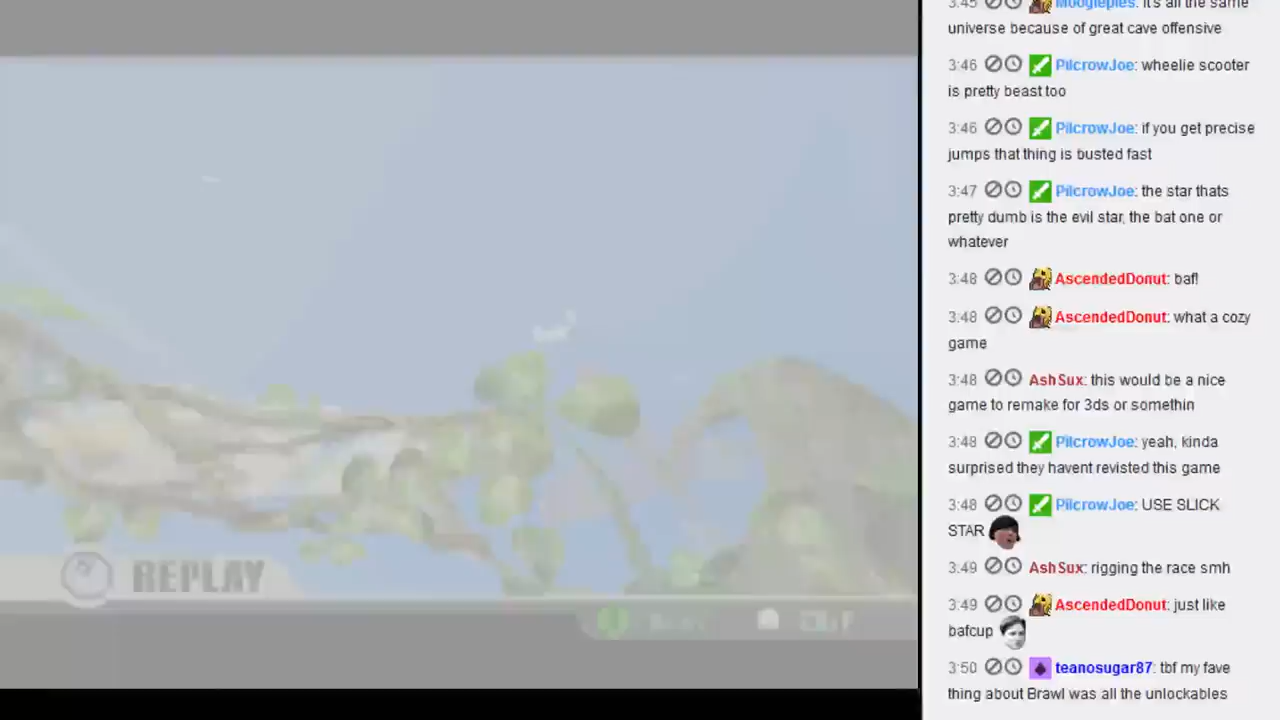 3:45 Mooglepies: it's all the same
universe because of great cave offensive
3:46 PilcrowJoe: wheelie scooter
is pretty beast too
3:46 PilcrowJoe: if you get precise
jumps that thing is busted fast
3:47 PilcrowJoe: the star thats
pretty dumb is the evil star, the bat one or
whatever
3:48 AscendedDonut: baf!
3:48 AscendedDonut: what a cozy
game
3:48 AshSux: this would be a nice
game to remake for 3ds or somethin
3:48 PilcrowJoe: yeah, kinda
surprised they havent revisted this game
3:48 PilcrowJoe: USE SLICK
STAR
3:49 AshSux: rigging the race smh
3:49 AscendedDonut: just like
bafcup
3:50 teanosugar87: tbf my fave
thing about Brawl was all the unlockables
REPLAY